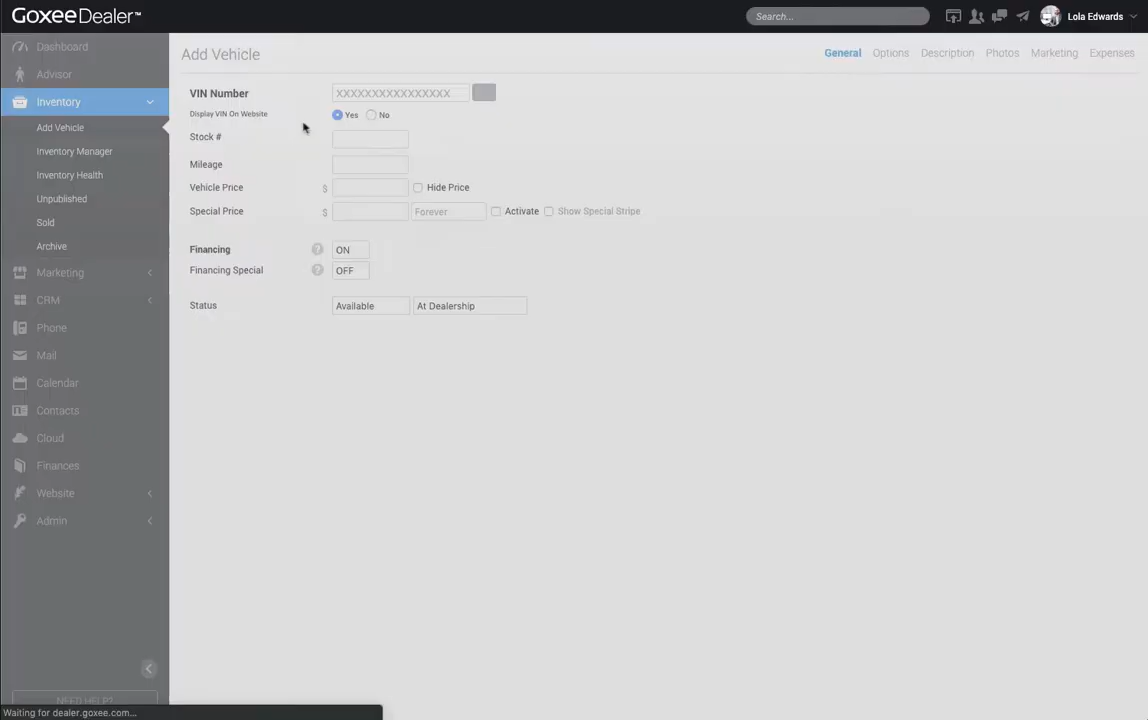 GoxeeDealer™
Search...
Lola Edwards
Dashboard
Advisor
Inventory
Add Vehicle
Inventory Manager
Inventory Health
Unpublished
Sold
Archive
Marketing
CRM
Phone
Mail
Calendar
Contacts
Cloud
Finances
Website
Admin
NEED HELP?
Waiting for dealer.goxee.com...
Add Vehicle
General Options Description Photos Marketing Expenses
VIN Number XXXXXXXXXXXXXXXX
Display VIN On Website Yes No
Stock #
Mileage
Vehicle Price $ Hide Price
Special Price $ Forever Activate Show Special Stripe
Financing ? ON
Financing Special ? OFF
Status Available At Dealership